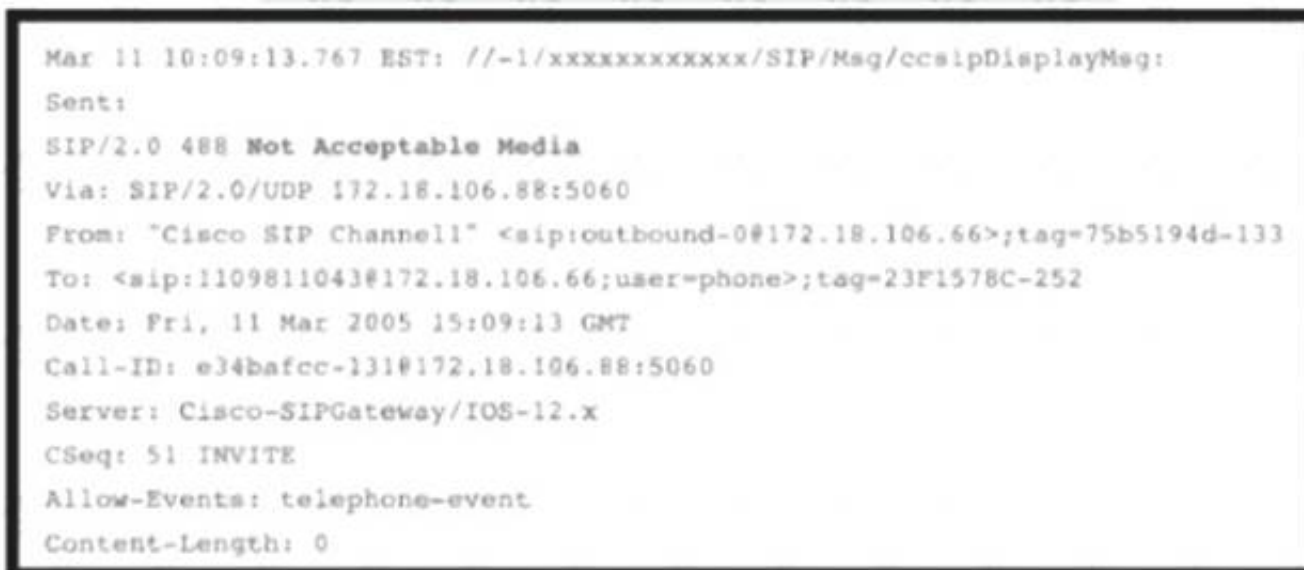 Mar 11 10:09:13.767 EST: //-1/xxxxxxxxxxxx/SIP/Msg/ccsipDisplayMsg:
Sent:
SIP/2.0 488 Not Acceptable Media
Via: SIP/2.0/UDP 172.18.106.88:5060
From: "Cisco SIP Channel1" <sip:outbound-0@172.18.106.66>;tag=75b5194d-133
To: <sip:1109811043@172.18.106.66;user=phone>;tag=23F1578C-252
Date: Fri, 11 Mar 2005 15:09:13 GMT
Call-ID: e34bafcc-131@172.18.106.88:5060
Server: Cisco-SIPGateway/IOS-12.x
CSeq: 51 INVITE
Allow-Events: telephone-event
Content-Length: 0